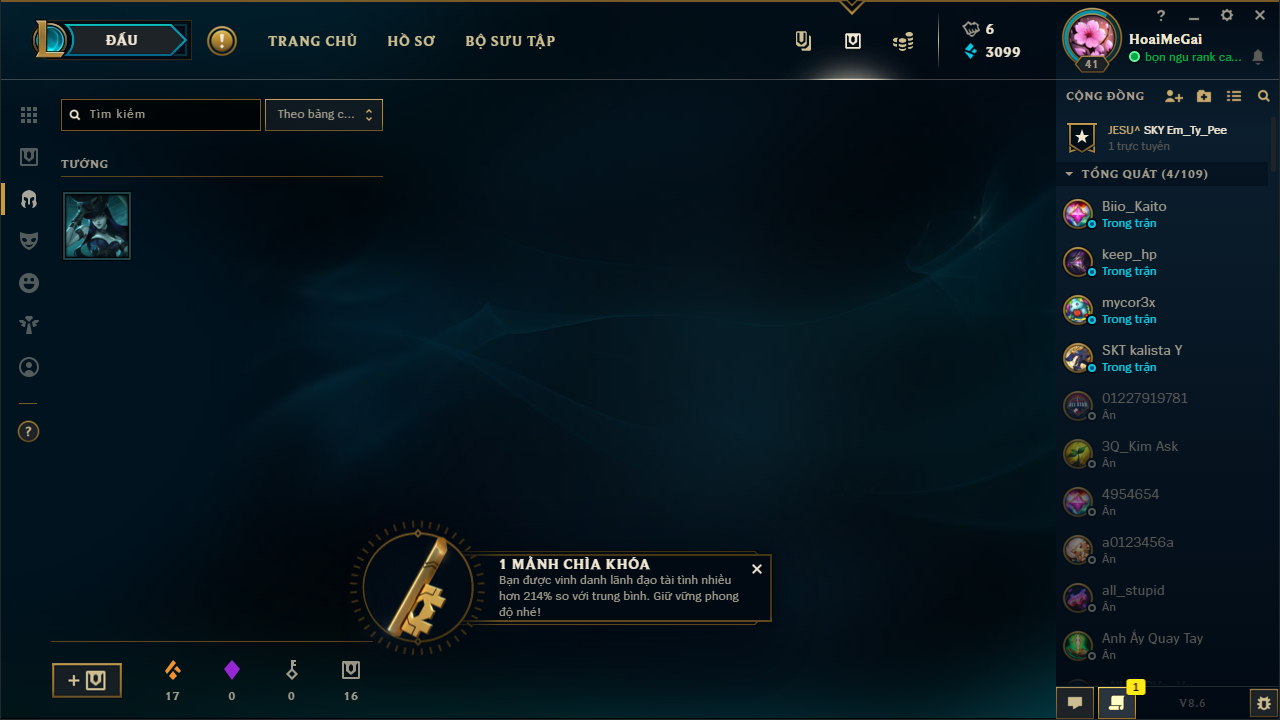 ĐẤU
!
TRANG CHỦ
HỒ SƠ
BỘ SƯU TẬP
6
3099
41
HoaiMeGai
bọn ngu rank ca...
Tìm kiếm
Theo bảng c...
TƯỚNG
?
1 MẢNH CHÌA KHÓA
Bạn được vinh danh lãnh đạo tài tình nhiều
hơn 214% so với trung bình. Giữ vững phong
độ nhé!
17
0
0
16
CỘNG ĐỒNG
JESU^ SKY Em_Ty_Pee
1 trực tuyến
TỔNG QUÁT (4/109)
Biio_Kaito
Trong trận
keep_hp
Trong trận
mycor3x
Trong trận
SKT kalista Y
Trong trận
01227919781
Ẩn
3Q_Kim Ask
Ẩn
4954654
Ẩn
a0123456a
Ẩn
all_stupid
Ẩn
Anh Ấy Quay Tay
Ẩn
1
V8.6